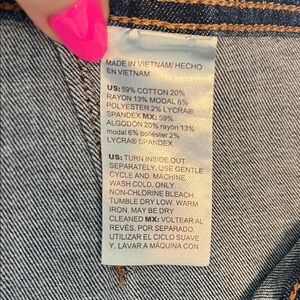 MADE IN VIETNAM/ HECHO
EN VIETNAM
US: 59% COTTON 20%
RAYON 13% MODAL 6%
POLYESTER 2% LYCRA®
SPANDEX MX: 59%
ALGODÓN 20% rayón 13%
modal 6% poliéster 2%
LYCRA® SPANDEX
US: TURN INSIDE OUT.
SEPARATELY. USE GENTLE
CYCLE AND, MACHINE
WASH COLD, ONLY
NON-CHLORINE BLEACH
TUMBLE DRY LOW. WARM
IRON. MAY BE DRY
CLEANED MX: VOLTEAR AL
REVÉS. POR SEPARADO.
UTILIZAR EL CICLO SUAVE
Y. LAVAR A MÁQUINA CON